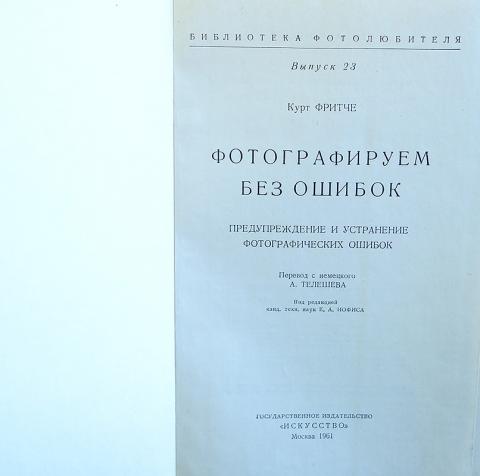 БИБЛИОТЕКА ФОТОЛЮБИТЕЛЯ
Выпуск 23
Курт ФРИТЧЕ
ФОТОГРАФИРУЕМ
БЕЗ ОШИБОК
ПРЕДУПРЕЖДЕНИЕ И УСТРАНЕНИЕ
ФОТОГРАФИЧЕСКИХ ОШИБОК
Перевод с немецкого
А. ТЕЛЕШЕВА
Под редакцией
канд. техн. наук Е. А. ИОФИСА
ГОСУДАРСТВЕННОЕ ИЗДАТЕЛЬСТВО
«ИСКУССТВО»
Москва 1961